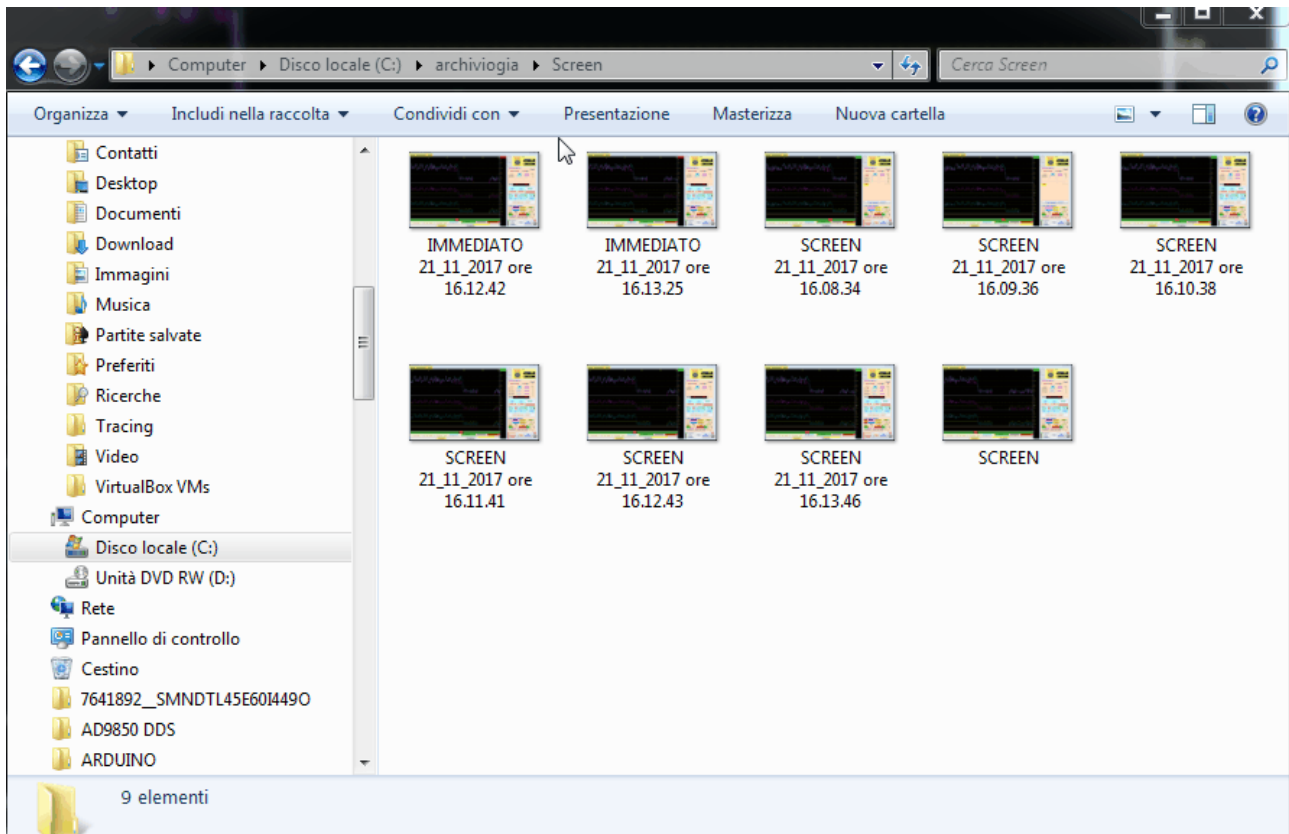 Computer Disco locale (C:) archiviogia Screen
Cerca Screen
Organizza Includi nella raccolta Condividi con Presentazione Masterizza Nuova cartella
Contatti
Desktop
Documenti
Download
Immagini
Musica
Partite salvate
Preferiti
Ricerche
Tracing
Video
VirtualBox VMs
Computer
Disco locale (C:)
Unità DVD RW (D:)
Rete
Pannello di controllo
Cestino
7641892__SMNDTL45E60I449O
AD9850 DDS
ARDUINO
IMMEDIATO
21_11_2017 ore
16.12.42
IMMEDIATO
21_11_2017 ore
16.13.25
SCREEN
21_11_2017 ore
16.08.34
SCREEN
21_11_2017 ore
16.09.36
SCREEN
21_11_2017 ore
16.10.38
SCREEN
21_11_2017 ore
16.11.41
SCREEN
21_11_2017 ore
16.12.43
SCREEN
21_11_2017 ore
16.13.46
SCREEN
9 elementi